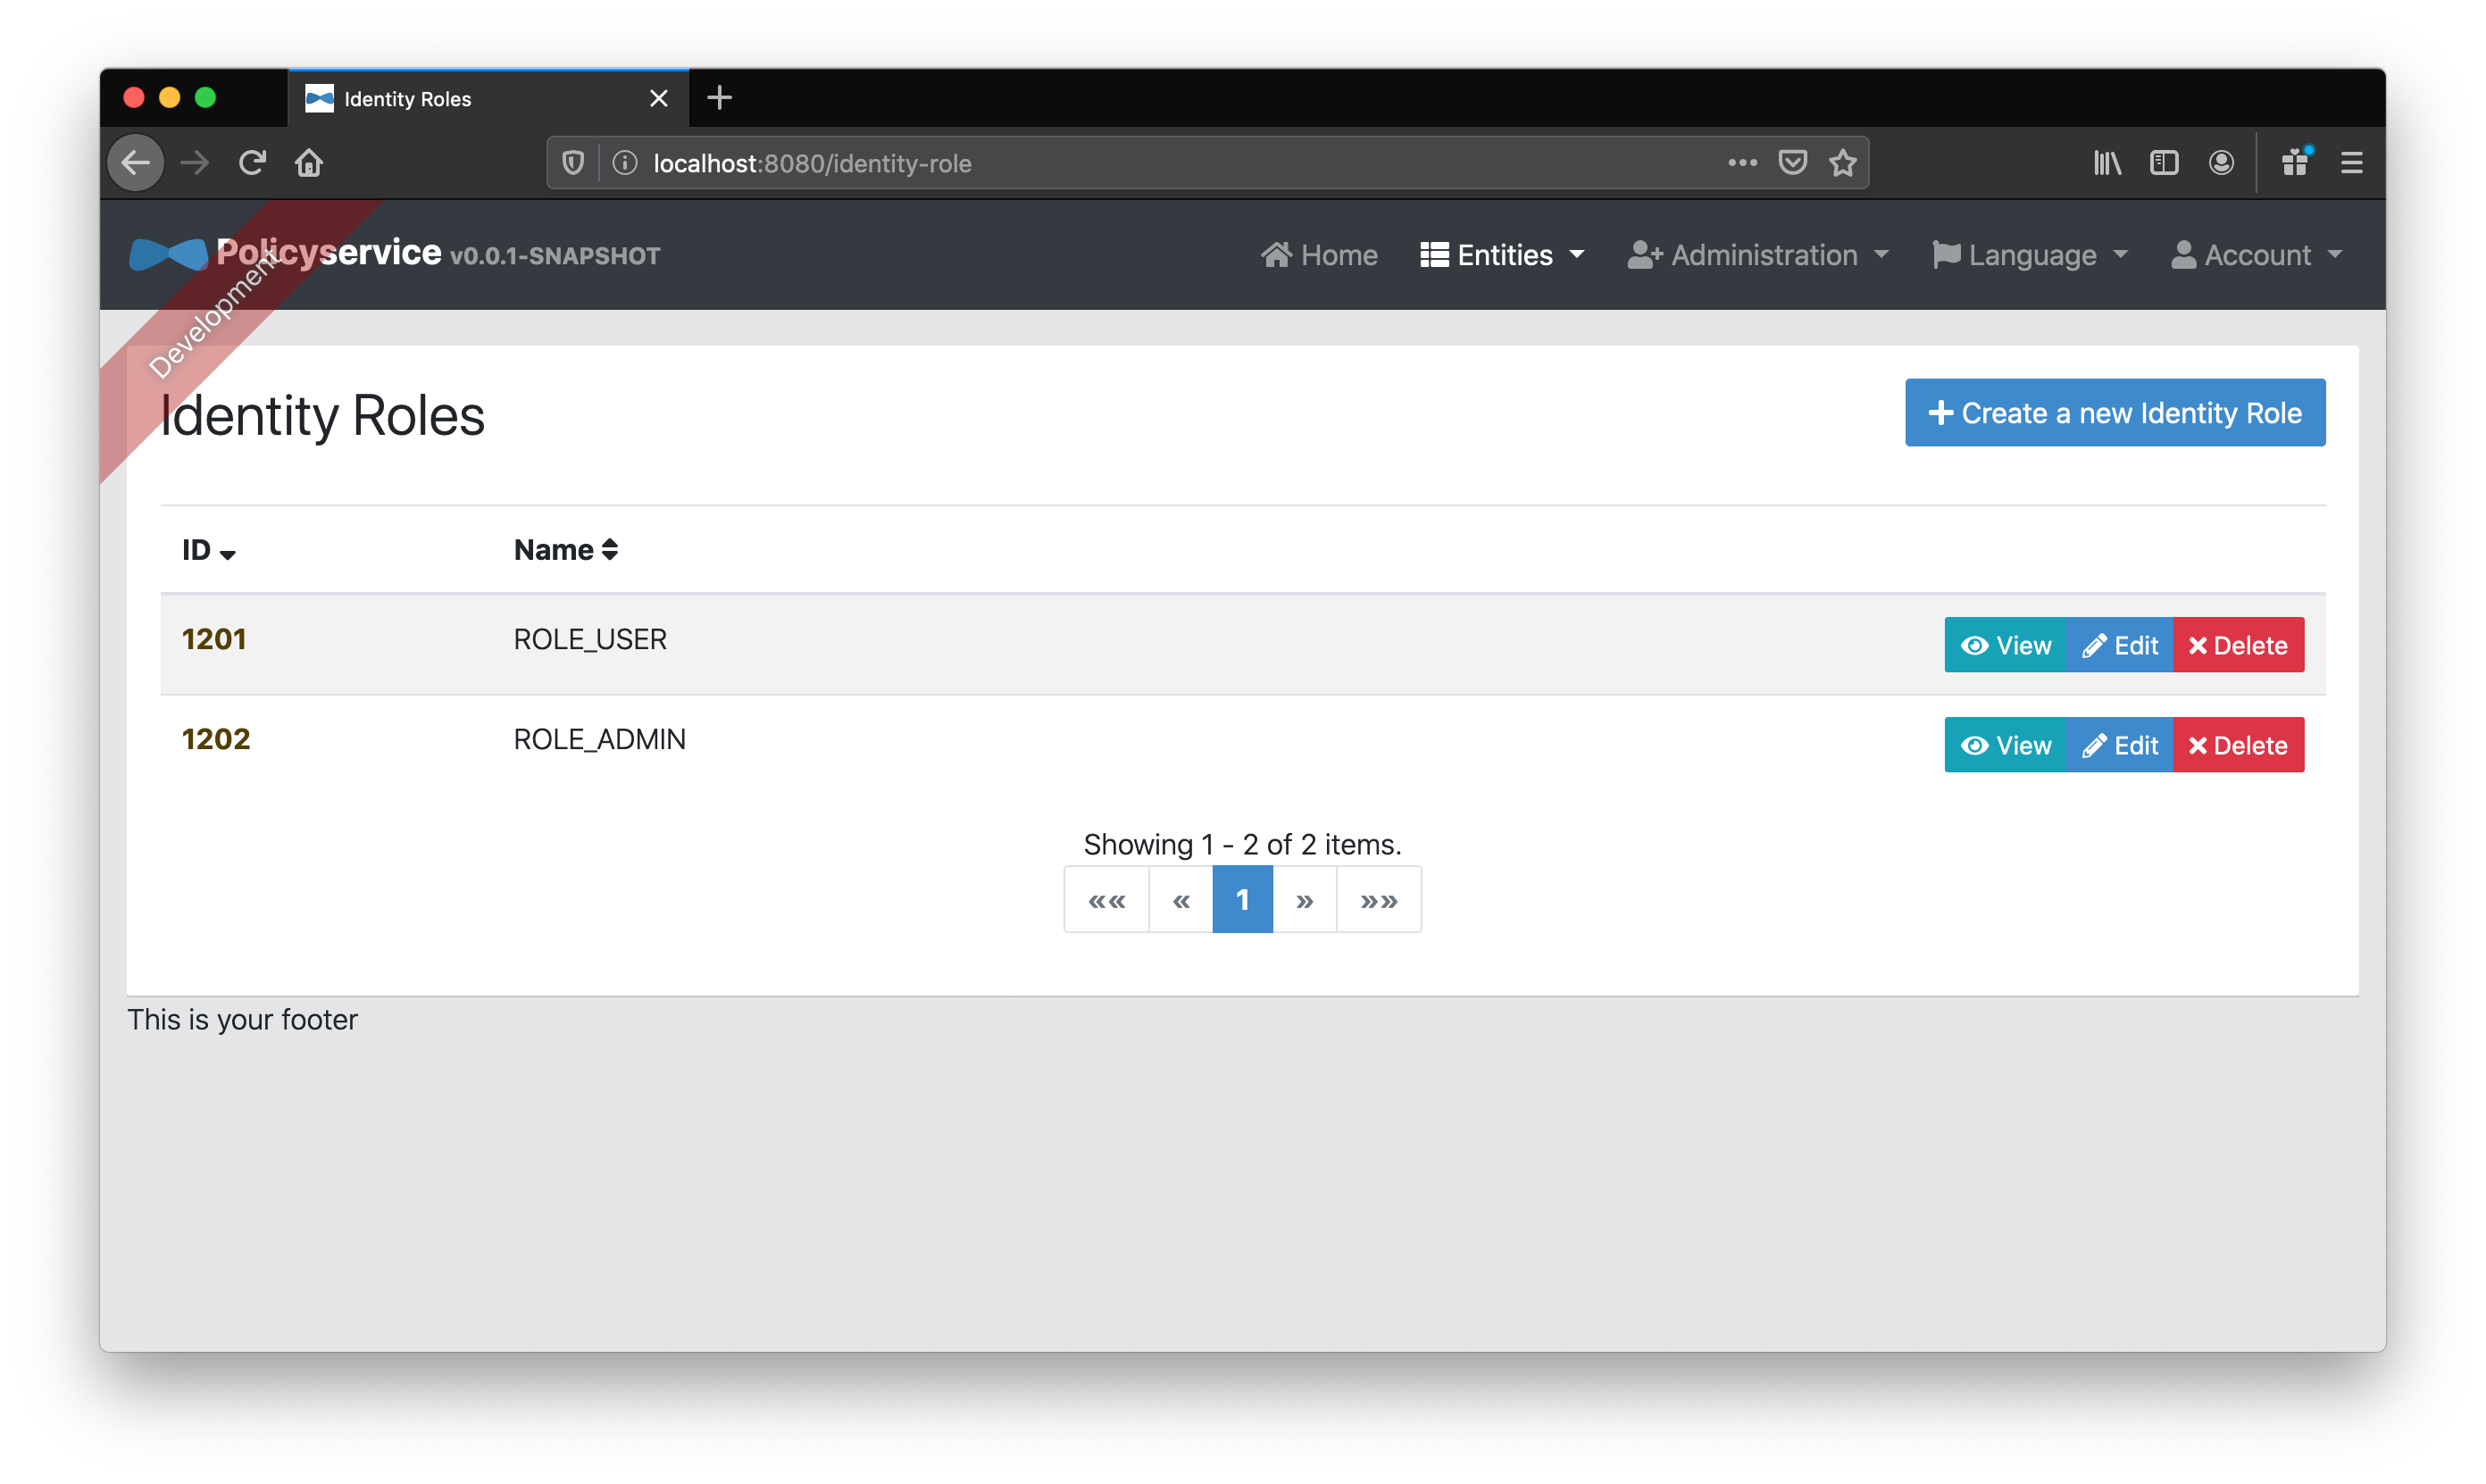 Identity Roles
localhost:8080/identity-role
Policyservice v0.0.1-SNAPSHOT
Home Entities Administration Language Account
Development
Identity Roles
Create a new Identity Role
ID Name
1201 ROLE_USER View Edit Delete
1202 ROLE_ADMIN View Edit Delete
Showing 1 - 2 of 2 items.
«« « 1 » »»
This is your footer